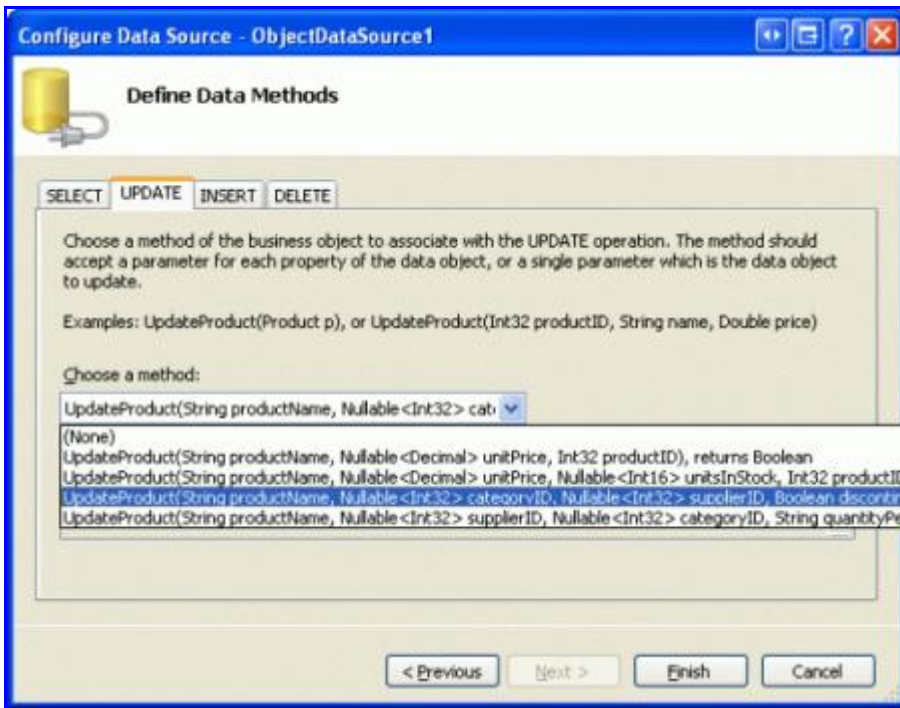 Configure Data Source - ObjectDataSource1
Define Data Methods
SELECT UPDATE INSERT DELETE
Choose a method of the business object to associate with the UPDATE operation. The method should
accept a parameter for each property of the data object, or a single parameter which is the data object
to update.
Examples: UpdateProduct(Product p), or UpdateProduct(Int32 productID, String name, Double price)
Choose a method:
UpdateProduct(String productName, Nullable<Int32> cat
(None)
UpdateProduct(String productName, Nullable<Decimal> unitPrice, Int32 productID), returns Boolean
UpdateProduct(String productName, Nullable<Decimal> unitPrice, Nullable<Int16> unitsInStock, Int32 productID
UpdateProduct(String productName, Nullable<Int32> categoryID, Nullable<Int32> supplierID, Boolean discontin
UpdateProduct(String productName, Nullable<Int32> supplierID, Nullable<Int32> categoryID, String quantityPe
< Previous Next > Finish Cancel